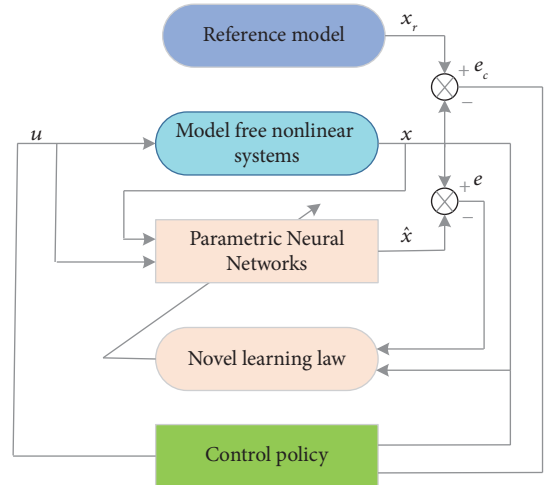 Reference model
x_r
+ e_c
−
u
Model free nonlinear
systems
x
+ e
−
Parametric Neural
Networks
x̂
Novel learning law
Control policy